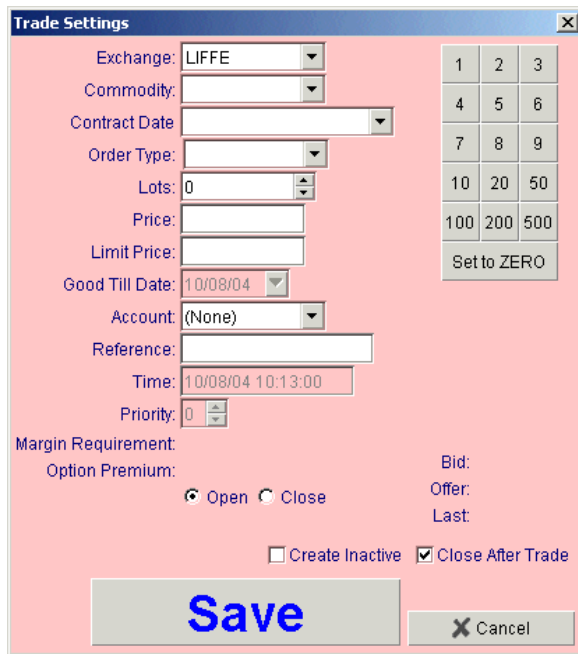 Trade Settings
Exchange: LIFFE
Commodity:
Contract Date
Order Type:
Lots: 0
Price:
Limit Price:
Good Till Date: 10/08/04
Account: (None)
Reference:
Time: 10/08/04 10:13:00
Priority: 0
Margin Requirement:
Option Premium:
Open Close
1 2 3
4 5 6
7 8 9
10 20 50
100 200 500
Set to ZERO
Bid:
Offer:
Last:
Create Inactive Close After Trade
Save
Cancel